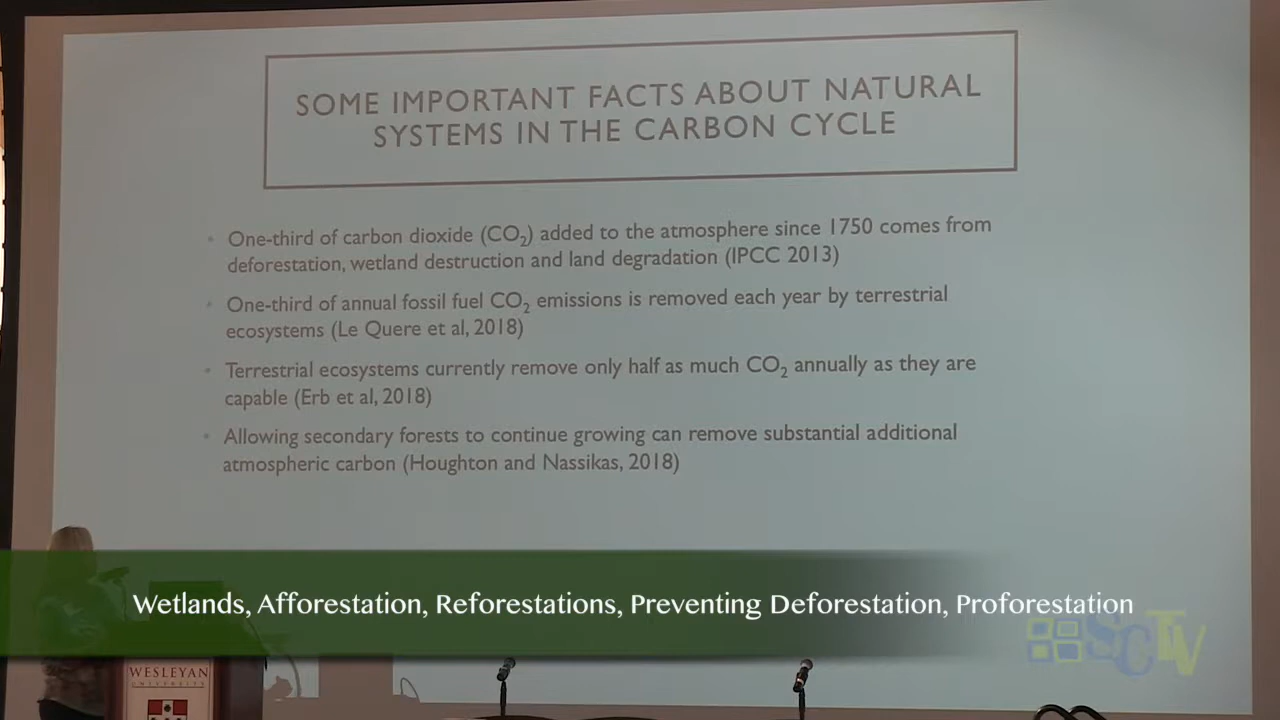 SOME IMPORTANT FACTS ABOUT NATURAL
SYSTEMS IN THE CARBON CYCLE
• One-third of carbon dioxide (CO₂) added to the atmosphere since 1750 comes from
deforestation, wetland destruction and land degradation (IPCC 2013)
• One-third of annual fossil fuel CO₂ emissions is removed each year by terrestrial
ecosystems (Le Quere et al, 2018)
• Terrestrial ecosystems currently remove only half as much CO₂ annually as they are
capable (Erb et al, 2018)
• Allowing secondary forests to continue growing can remove substantial additional
atmospheric carbon (Houghton and Nassikas, 2018)
Wetlands, Afforestation, Reforestations, Preventing Deforestation, Proforestation
SCTV
WESLEYAN
UNIVERSITY